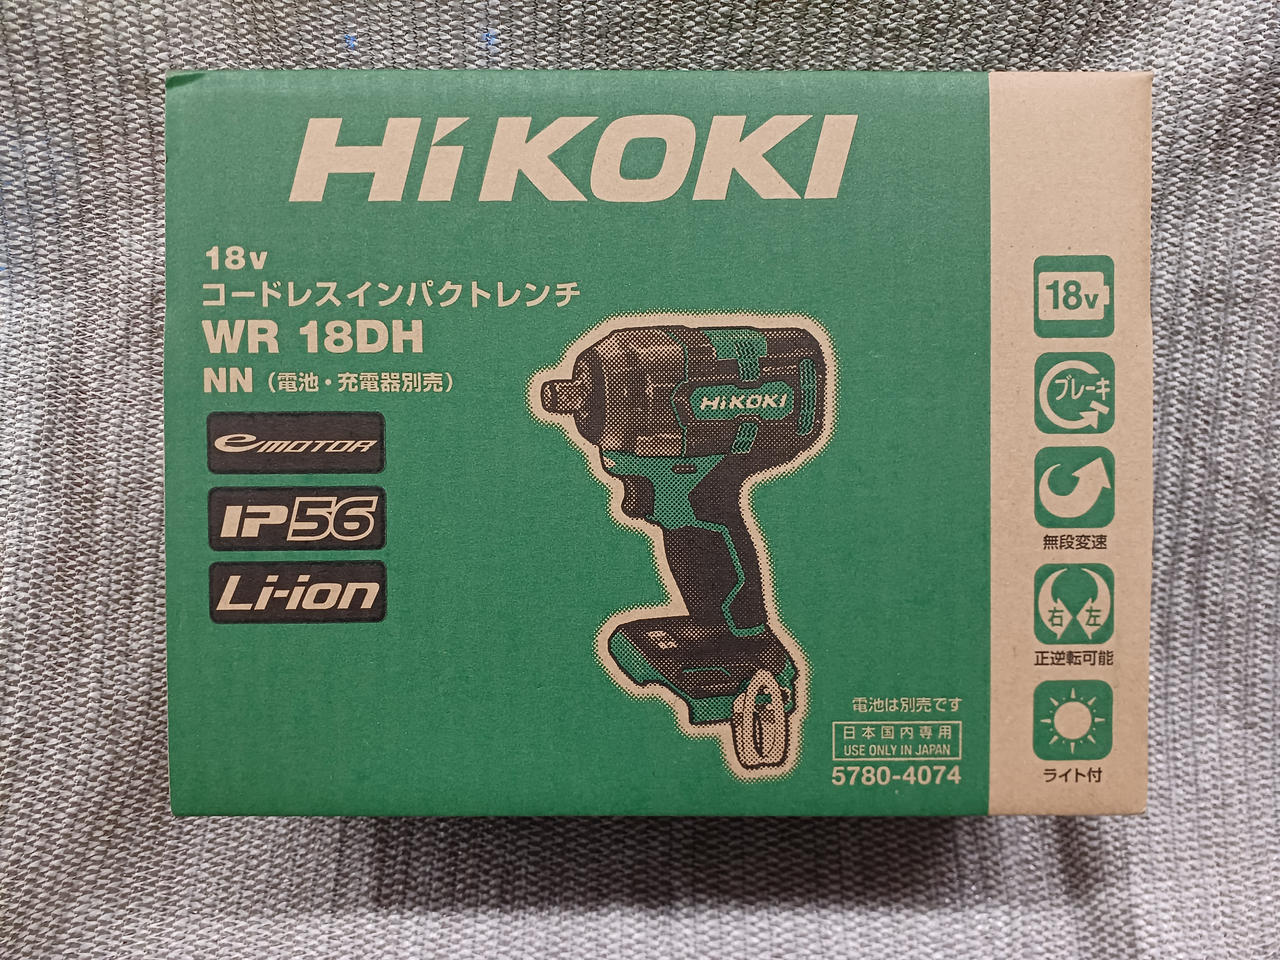 HiKOKI
18v
コードレスインパクトレンチ
WR 18DH
NN（電池・充電器別売）
eMOTOR
IP56
Li-ion
HiKOKI
電池は別売です
日本国内専用
USE ONLY IN JAPAN
5780-4074
18v
ブレーキ
無段変速
右 左
正逆転可能
ライト付